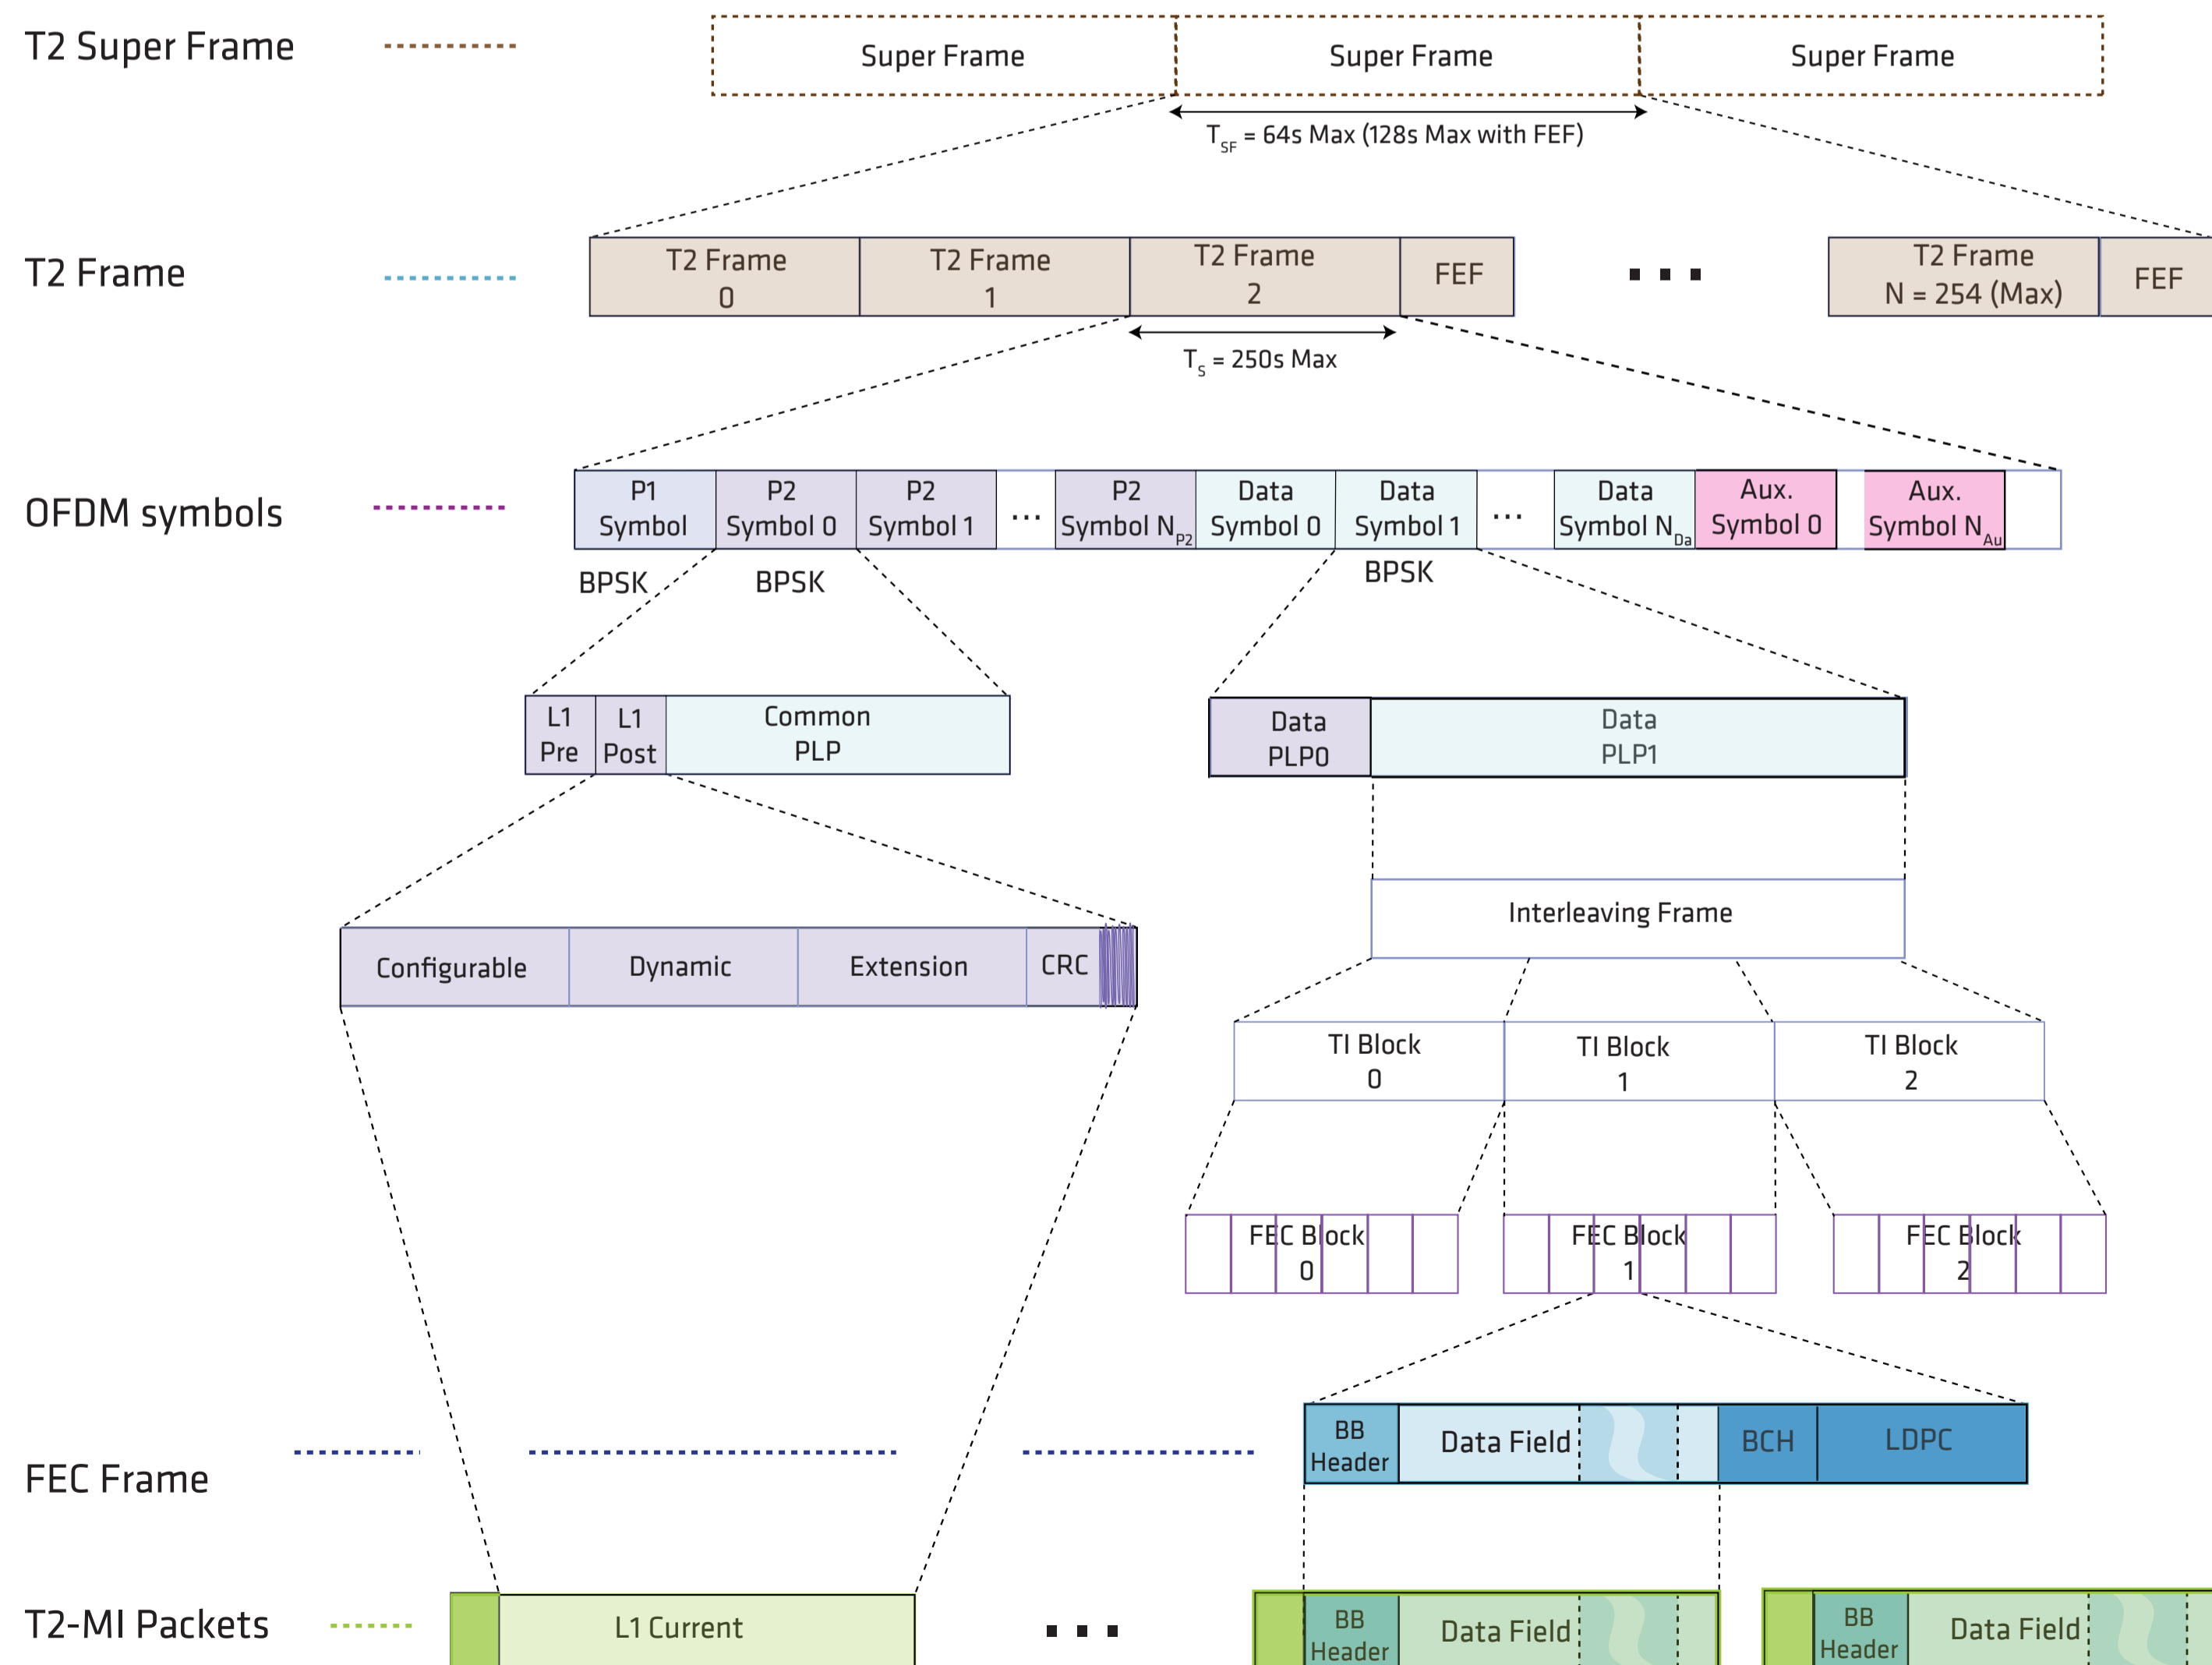 T2 Super Frame
Super Frame
Super Frame
Super Frame
TSF = 64s Max (128s Max with FEF)
T2 Frame
T2 Frame
0
T2 Frame
1
T2 Frame
2
FEF
...
T2 Frame
N = 254 (Max)
FEF
TS = 250s Max
OFDM symbols
P1
Symbol
P2
Symbol 0
P2
Symbol 1
...
P2
Symbol NP2
Data
Symbol 0
Data
Symbol 1
...
Data
Symbol NDa
Aux.
Symbol 0
Aux.
Symbol NAu
BPSK
BPSK
BPSK
L1
Pre
L1
Post
Common
PLP
Data
PLP0
Data
PLP1
Interleaving Frame
Configurable
Dynamic
Extension
CRC
TI Block
0
TI Block
1
TI Block
2
FEC Block
0
FEC Block
1
FEC Block
2
FEC Frame
BB
Header
Data Field
BCH
LDPC
T2-MI Packets
L1 Current
...
BB
Header
Data Field
BB
Header
Data Field